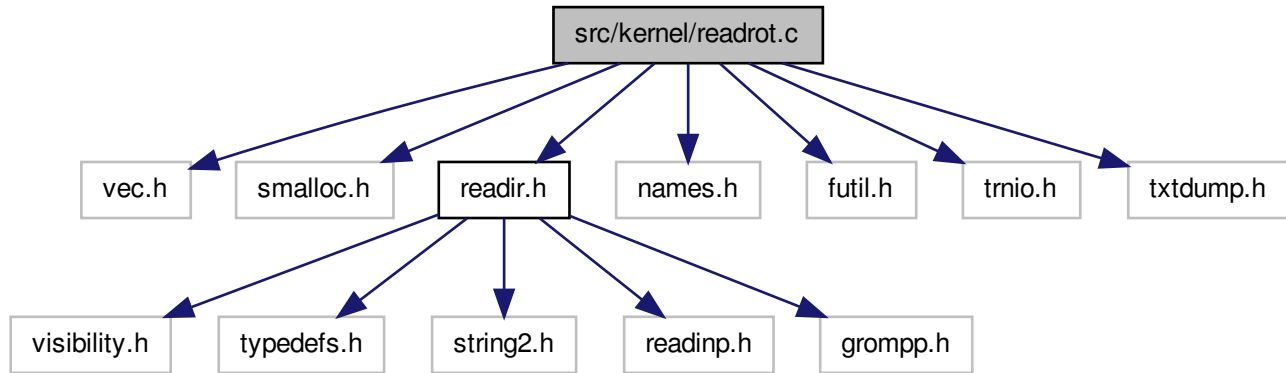 src/kernel/readrot.c
vec.h
smalloc.h
readir.h
names.h
futil.h
trnio.h
txtdump.h
visibility.h
typedefs.h
string2.h
readinp.h
grompp.h